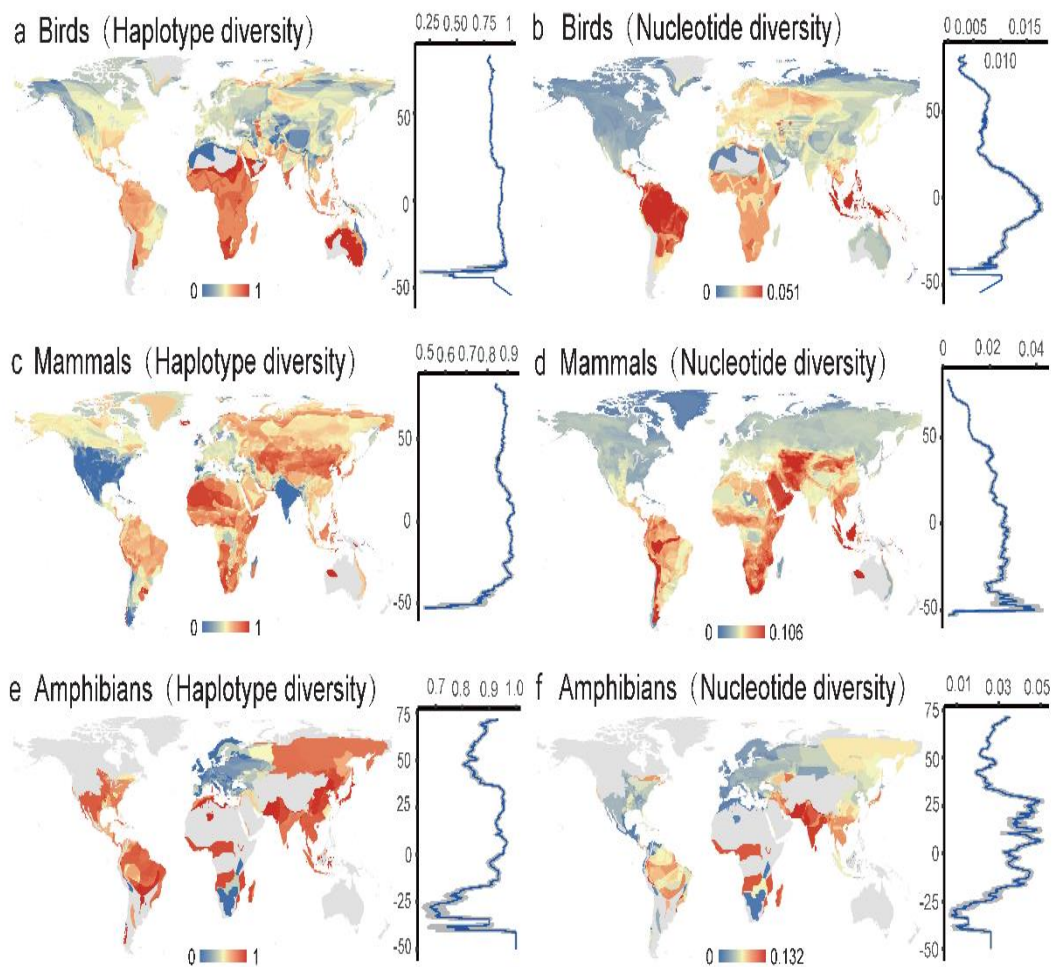 a Birds (Haplotype diversity)
0.25 0.50 0.75 1
50
0
-50
0 1
b Birds (Nucleotide diversity)
0 0.005 0.015
0.010
50
0
-50
0 0.051
c Mammals (Haplotype diversity)
0.5 0.6 0.7 0.8 0.9
50
0
-50
0 1
d Mammals (Nucleotide diversity)
0 0.02 0.04
50
0
-50
0 0.106
e Amphibians (Haplotype diversity)
0.7 0.8 0.9 1.0
75
50
25
0
-25
-50
0 1
f Amphibians (Nucleotide diversity)
0.01 0.03 0.05
75
50
25
0
-25
-50
0 0.132